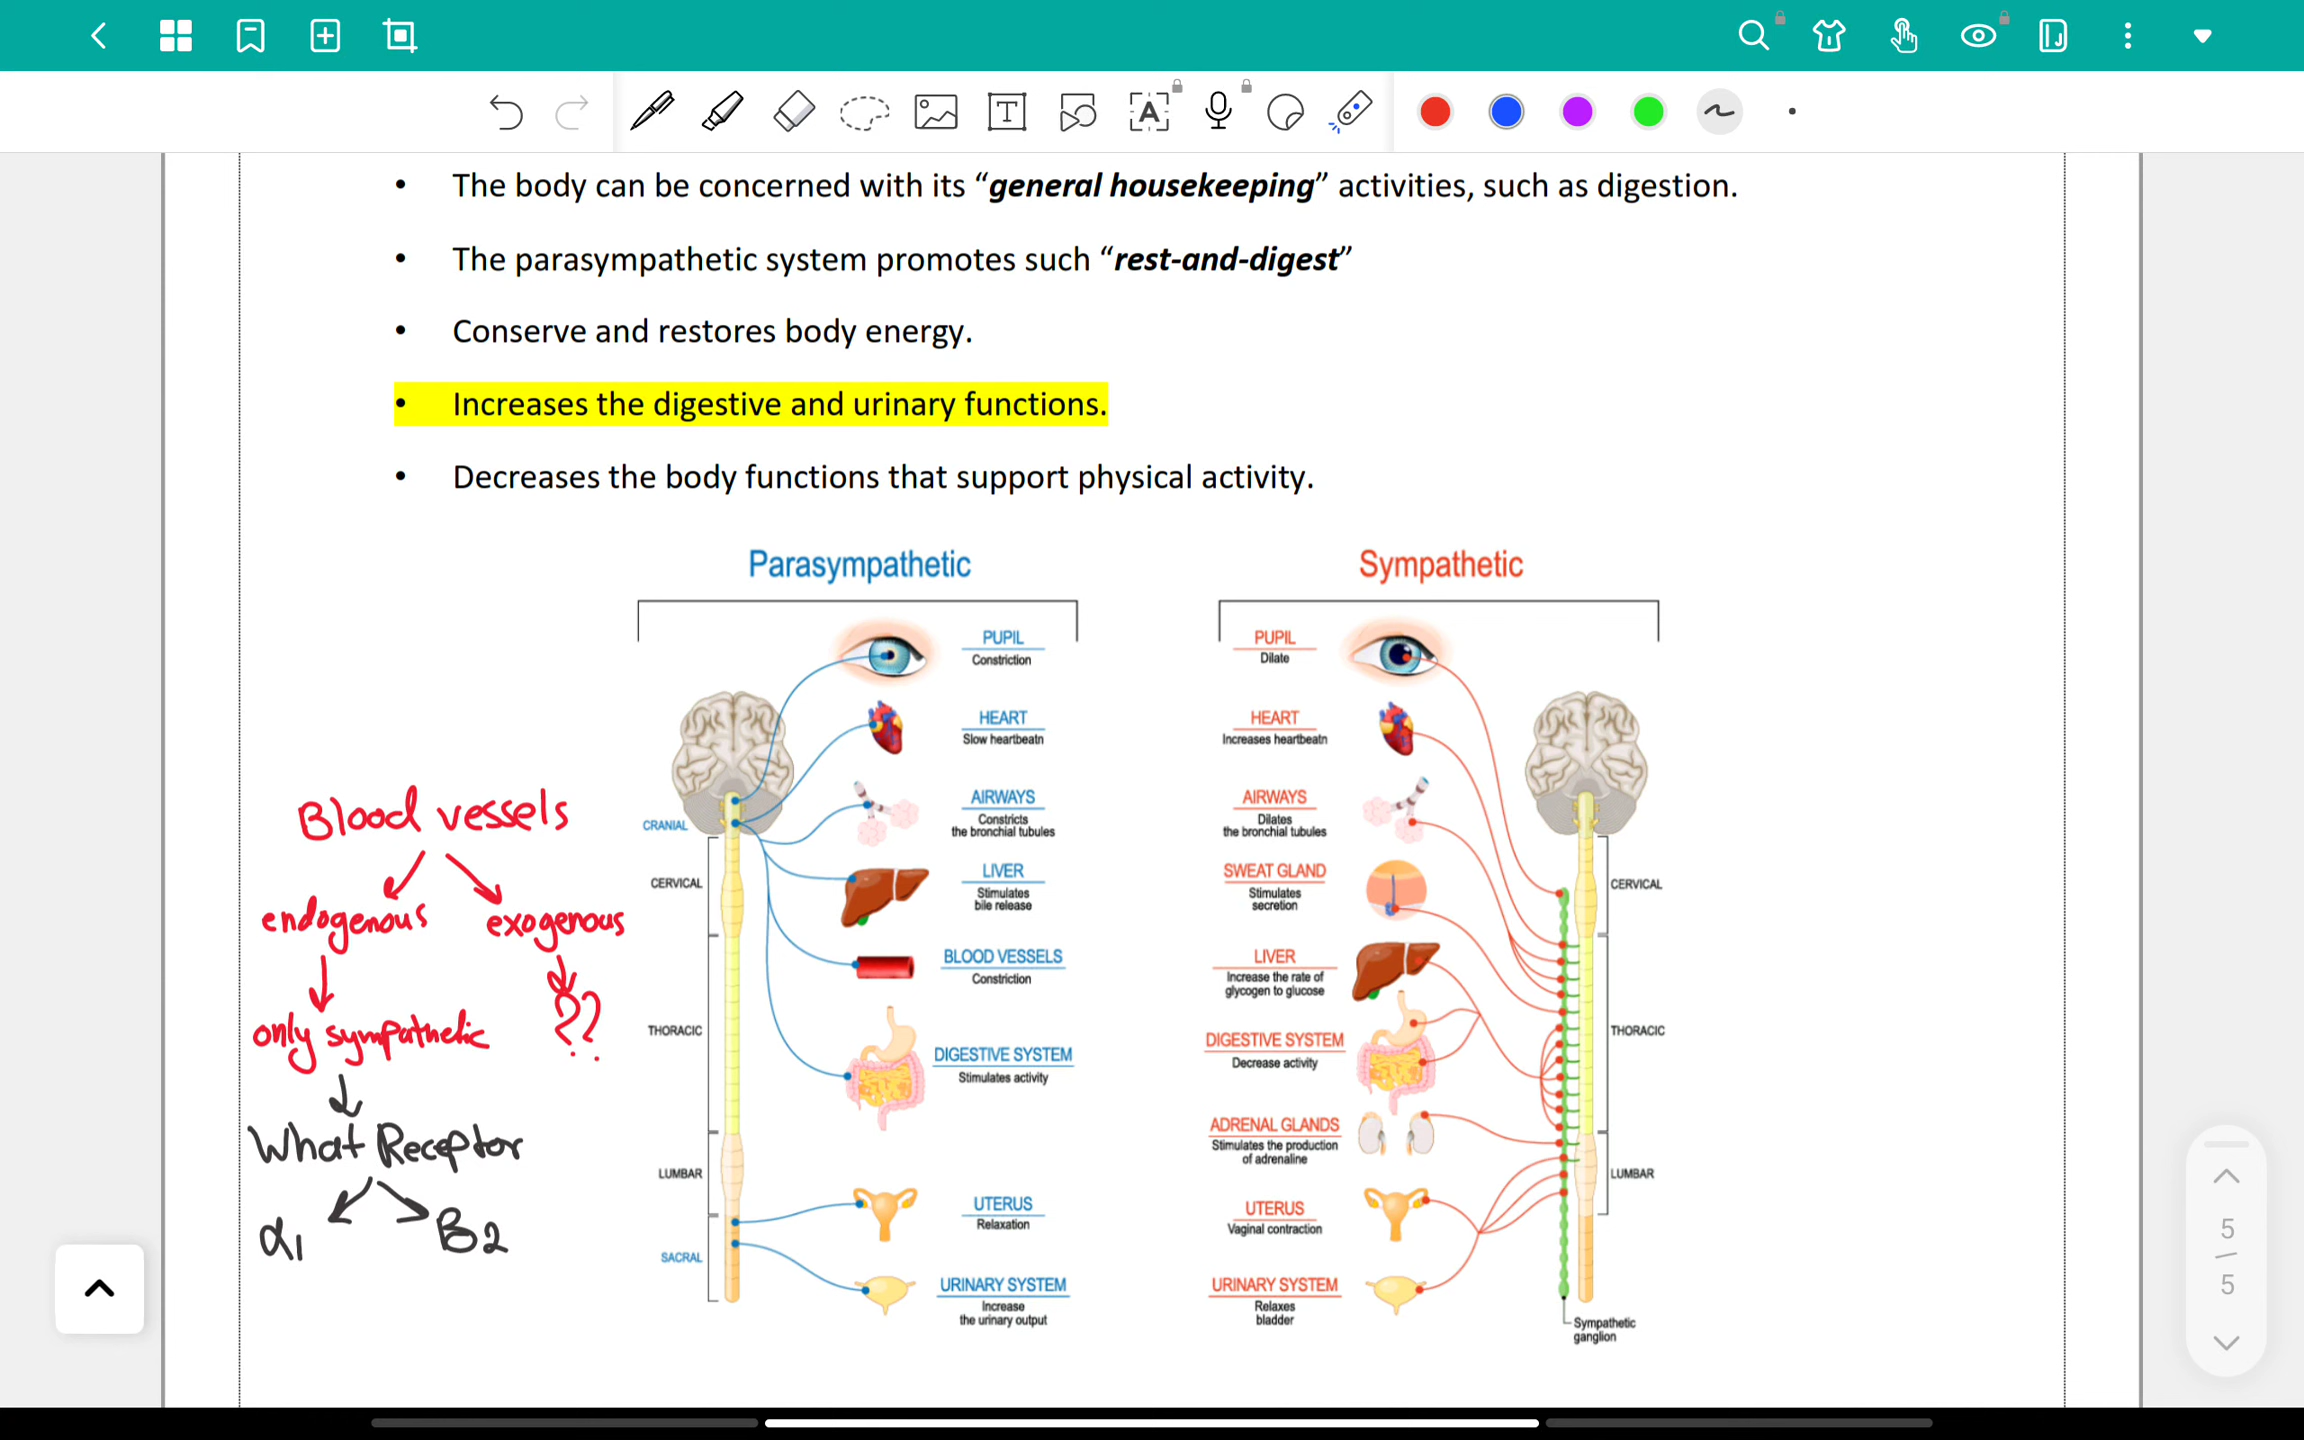 • The body can be concerned with its “general housekeeping” activities, such as digestion.
• The parasympathetic system promotes such “rest-and-digest”
• Conserve and restores body energy.
• Increases the digestive and urinary functions.
• Decreases the body functions that support physical activity.
Parasympathetic
PUPIL
Constriction
HEART
Slow heartbeatn
AIRWAYS
Constricts
the bronchial tubules
LIVER
Stimulates
bile release
BLOOD VESSELS
Constriction
DIGESTIVE SYSTEM
Stimulates activity
UTERUS
Relaxation
URINARY SYSTEM
Increase
the urinary output
CRANIAL
CERVICAL
THORACIC
LUMBAR
SACRAL
Sympathetic
PUPIL
Dilate
HEART
Increases heartbeatn
AIRWAYS
Dilates
the bronchial tubules
SWEAT GLAND
Stimulates
secretion
LIVER
Increase the rate of
glycogen to glucose
DIGESTIVE SYSTEM
Decrease activity
ADRENAL GLANDS
Stimulates the production
of adrenaline
UTERUS
Vaginal contraction
URINARY SYSTEM
Relaxes
bladder
CERVICAL
THORACIC
LUMBAR
Sympathetic
ganglion
Blood vessels
endogenous exogenous
only sympathetic ??
What Receptor
α1 B2
5
/
5